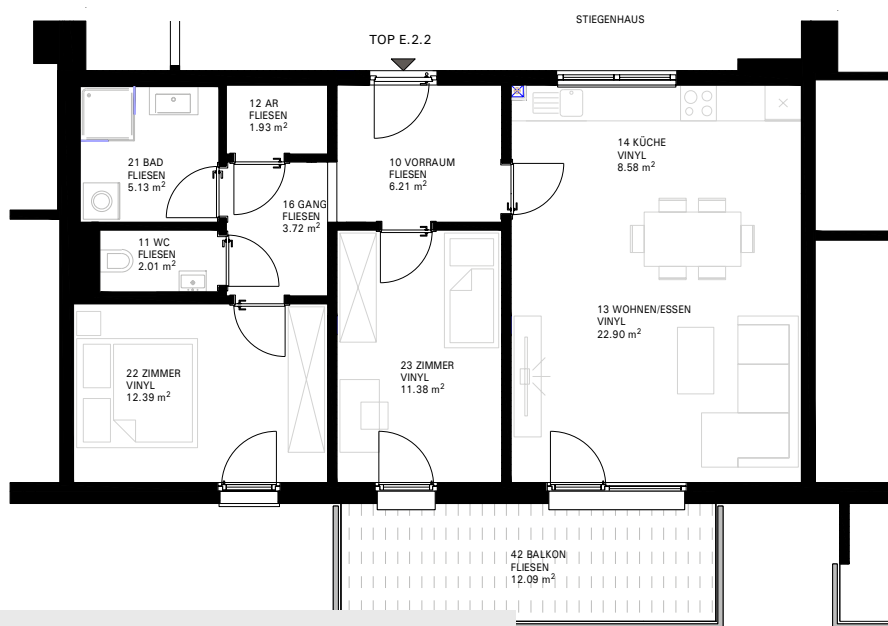 STIEGENHAUS
TOP E.2.2
12 AR
FLIESEN
1.93 m²
14 KÜCHE
VINYL
8.58 m²
21 BAD
FLIESEN
5.13 m²
10 VORRAUM
FLIESEN
6.21 m²
16 GANG
FLIESEN
3.72 m²
11 WC
FLIESEN
2.01 m²
13 WOHNEN/ESSEN
VINYL
22.90 m²
22 ZIMMER
VINYL
12.39 m²
23 ZIMMER
VINYL
11.38 m²
42 BALKON
FLIESEN
12.09 m²